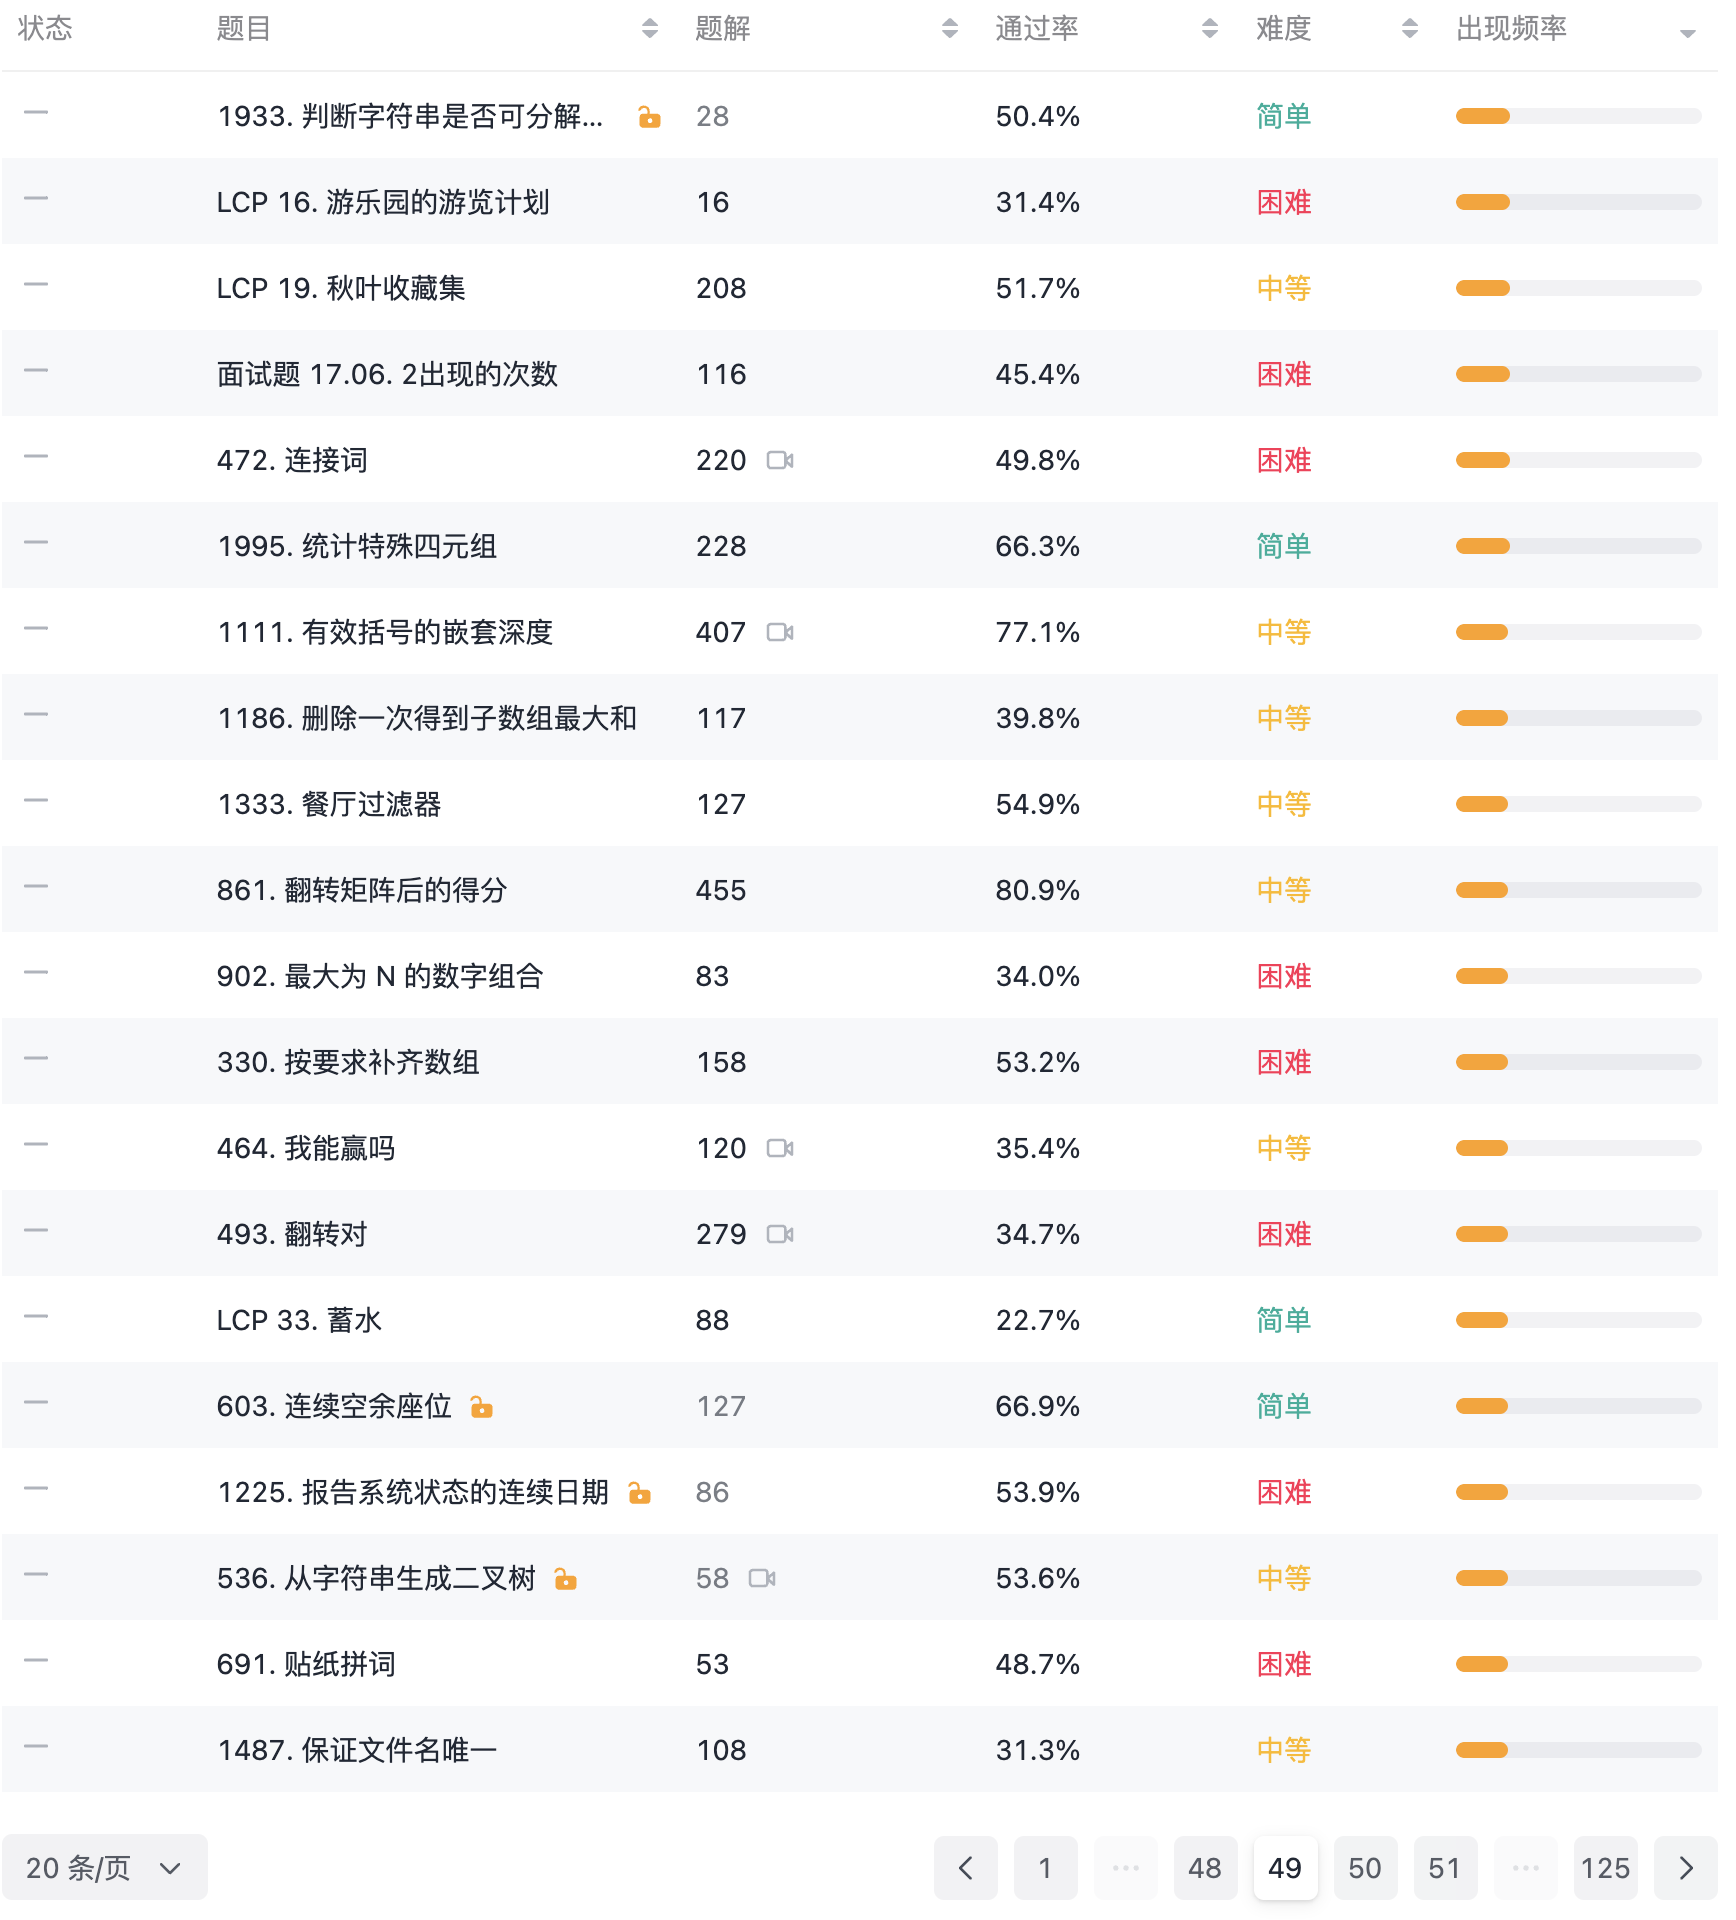 状态 题目 题解 通过率 难度 出现频率
1933. 判断字符串是否可分解... 28 50.4% 简单
LCP 16. 游乐园的游览计划 16 31.4% 困难
LCP 19. 秋叶收藏集 208 51.7% 中等
面试题 17.06. 2出现的次数 116 45.4% 困难
472. 连接词 220 49.8% 困难
1995. 统计特殊四元组 228 66.3% 简单
1111. 有效括号的嵌套深度 407 77.1% 中等
1186. 删除一次得到子数组最大和 117 39.8% 中等
1333. 餐厅过滤器 127 54.9% 中等
861. 翻转矩阵后的得分 455 80.9% 中等
902. 最大为 N 的数字组合 83 34.0% 困难
330. 按要求补齐数组 158 53.2% 困难
464. 我能赢吗 120 35.4% 中等
493. 翻转对 279 34.7% 困难
LCP 33. 蓄水 88 22.7% 简单
603. 连续空余座位 127 66.9% 简单
1225. 报告系统状态的连续日期 86 53.9% 困难
536. 从字符串生成二叉树 58 53.6% 中等
691. 贴纸拼词 53 48.7% 困难
1487. 保证文件名唯一 108 31.3% 中等
20 条/页 1 ... 48 49 50 51 ... 125